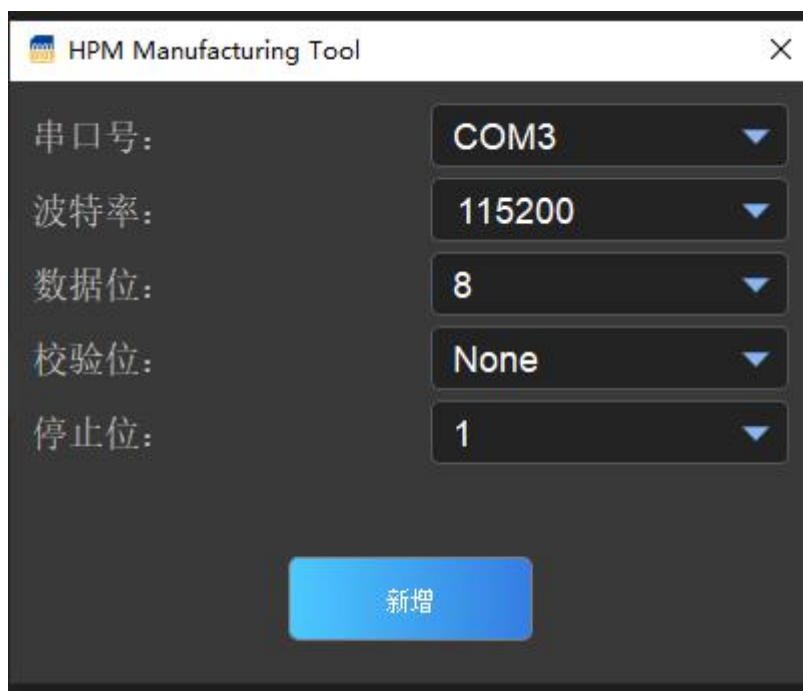 HPM Manufacturing Tool
串口号： COM3
波特率： 115200
数据位： 8
校验位： None
停止位： 1
新增